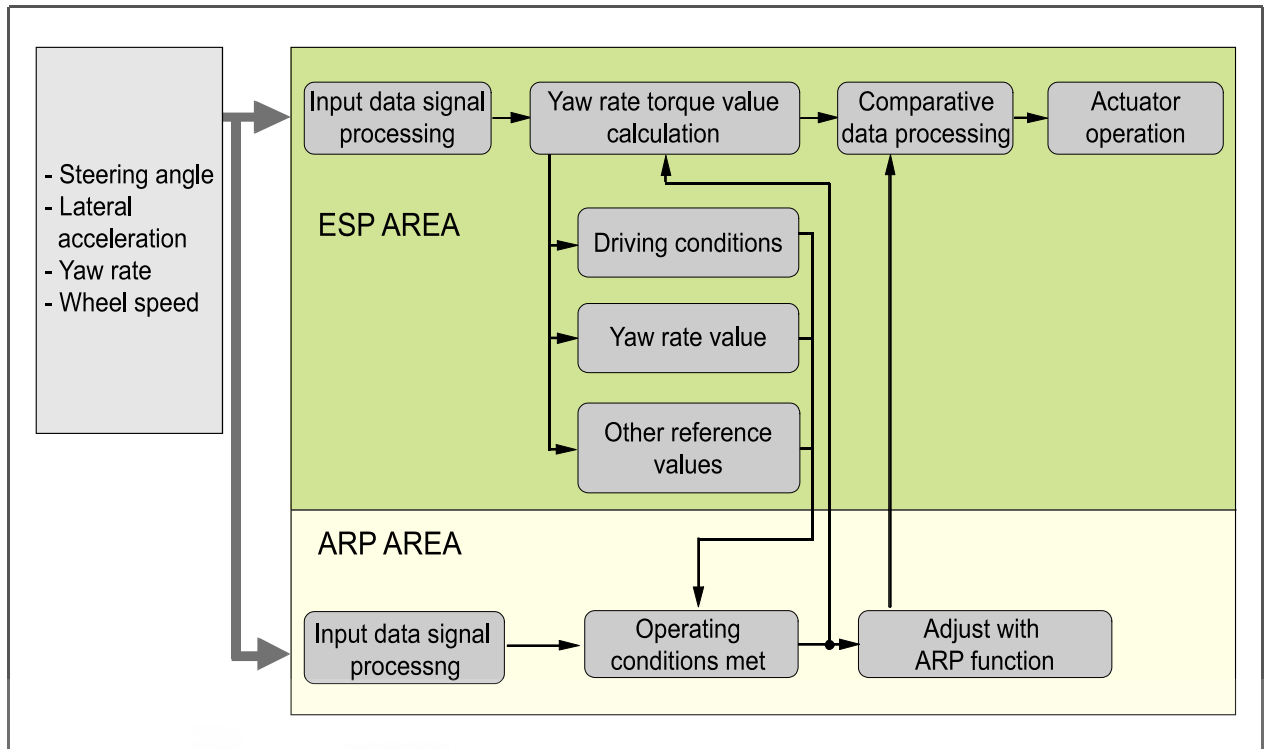 - Steering angle
- Lateral
acceleration
- Yaw rate
- Wheel speed
Input data signal
processing
Yaw rate torque value
calculation
Comparative
data processing
Actuator
operation
ESP AREA
Driving conditions
Yaw rate value
Other reference
values
ARP AREA
Input data signal
processng
Operating
conditions met
Adjust with
ARP function